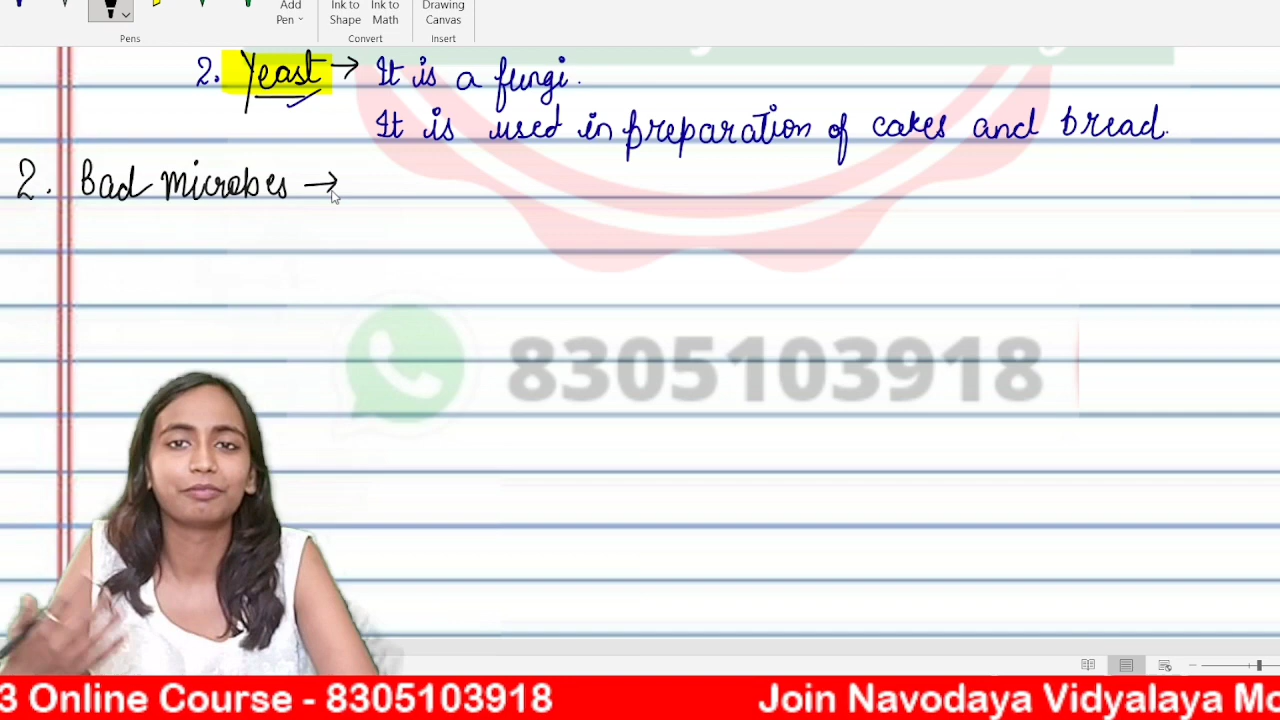 Add
Pen
Ink to
Shape
Ink to
Math
Drawing
Canvas
Pens
Convert
Insert
2. Yeast → It is a fungi.
It is used in preparation of cakes and bread.
2. Bad Microbes →
8305103918
3 Online Course - 8305103918 Join Navodaya Vidyalaya Mo